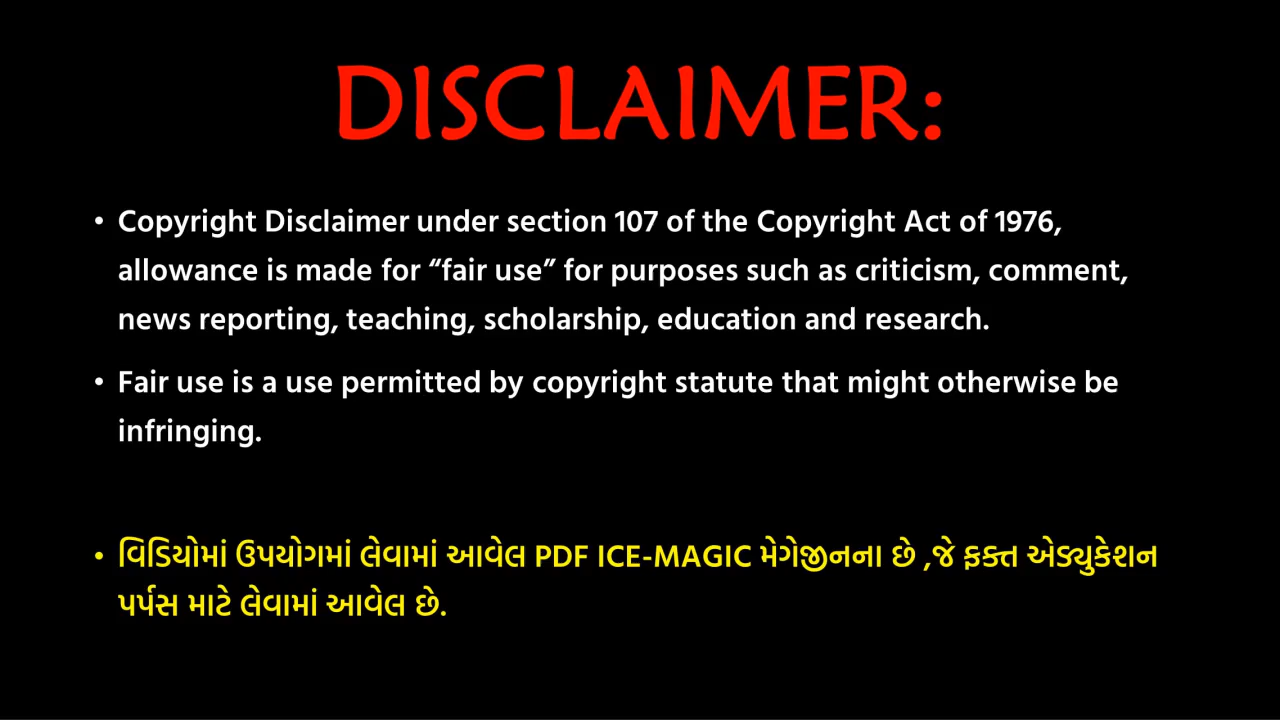 DISCLAIMER:
• Copyright Disclaimer under section 107 of the Copyright Act of 1976,
allowance is made for “fair use” for purposes such as criticism, comment,
news reporting, teaching, scholarship, education and research.
• Fair use is a use permitted by copyright statute that might otherwise be
infringing.
• વિડિયોમાં ઉપયોગમાં લેવામાં આવેલ PDF ICE-MAGIC મેગેજીનના છે ,જે ફક્ત એડ્યુકેશન
પર્પસ માટે લેવામાં આવેલ છે.